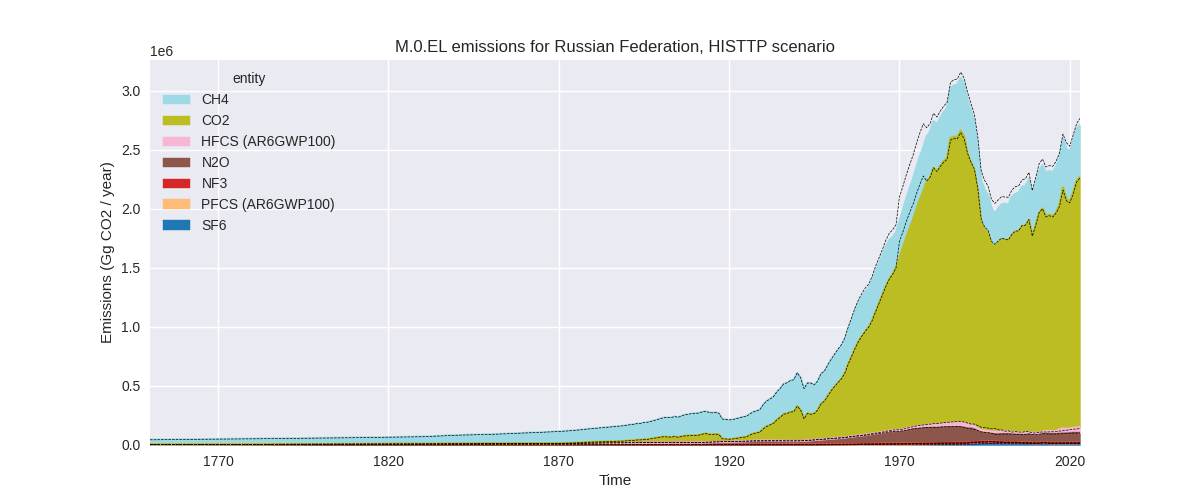 M.0.EL emissions for Russian Federation, HISTTP scenario
1e6
entity
CH4
CO2
HFCS (AR6GWP100)
N2O
NF3
PFCS (AR6GWP100)
SF6
Emissions (Gg CO2 / year)
3.0
2.5
2.0
1.5
1.0
0.5
0.0
1770 1820 1870 1920 1970 2020
Time